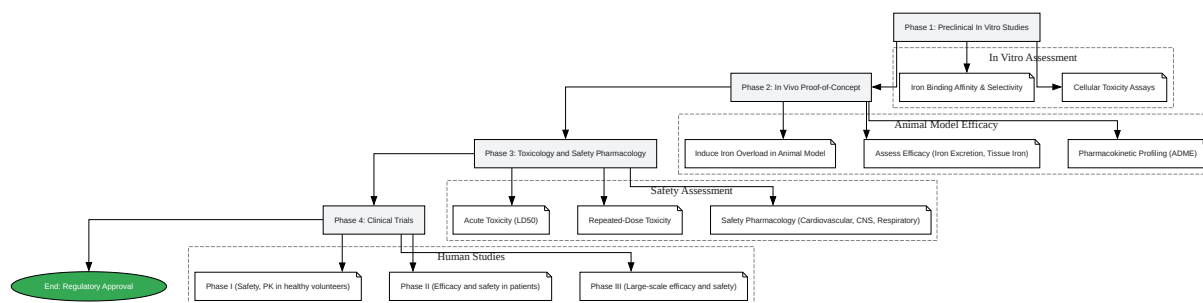 Phase 1: Preclinical In Vitro Studies
In Vitro Assessment
Iron Binding Affinity & Selectivity
Cellular Toxicity Assays
Phase 2: In Vivo Proof-of-Concept
Animal Model Efficacy
Induce Iron Overload in Animal Model
Assess Efficacy (Iron Excretion, Tissue Iron)
Pharmacokinetic Profiling (ADME)
Phase 3: Toxicology and Safety Pharmacology
Safety Assessment
Acute Toxicity (LD50)
Repeated-Dose Toxicity
Safety Pharmacology (Cardiovascular, CNS, Respiratory)
Phase 4: Clinical Trials
Human Studies
End: Regulatory Approval
Phase I (Safety, PK in healthy volunteers)
Phase II (Efficacy and safety in patients)
Phase III (Large-scale efficacy and safety)